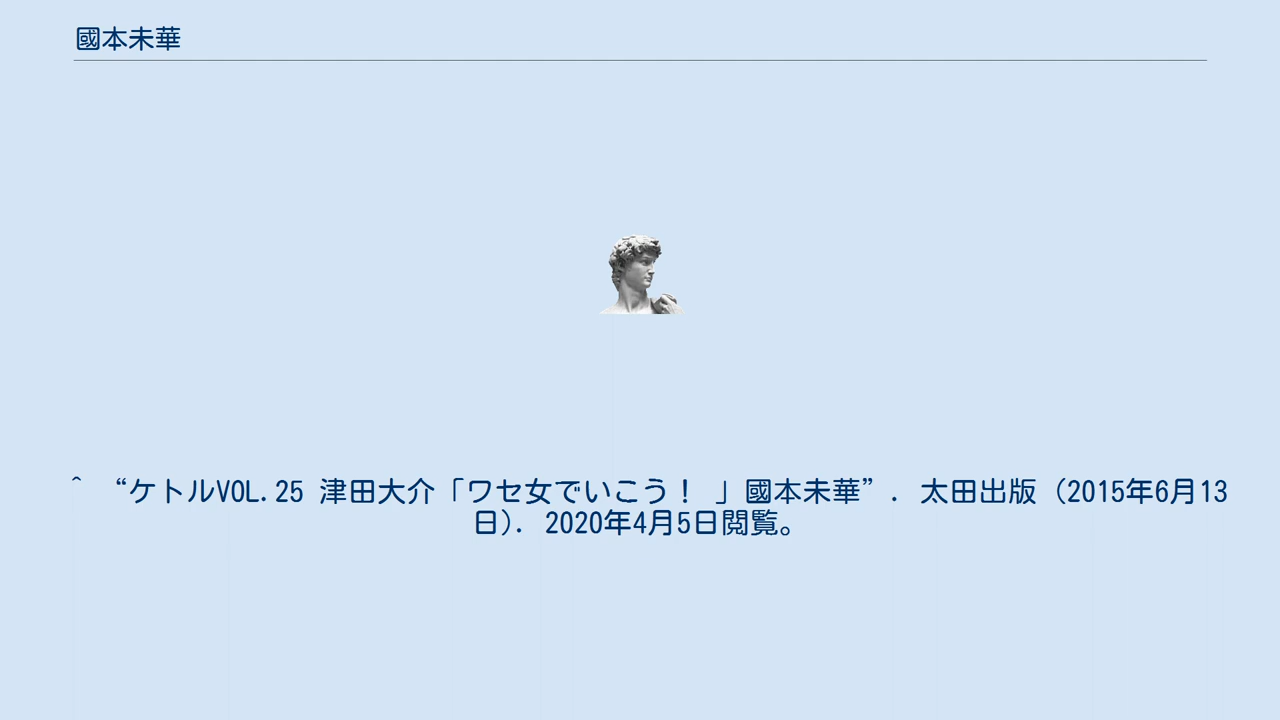 國本未華
^ “ケトルVOL.25 津田大介「ワセ女でいこう！ 」國本未華”. 太田出版 (2015年6月13
日). 2020年4月5日閲覧。